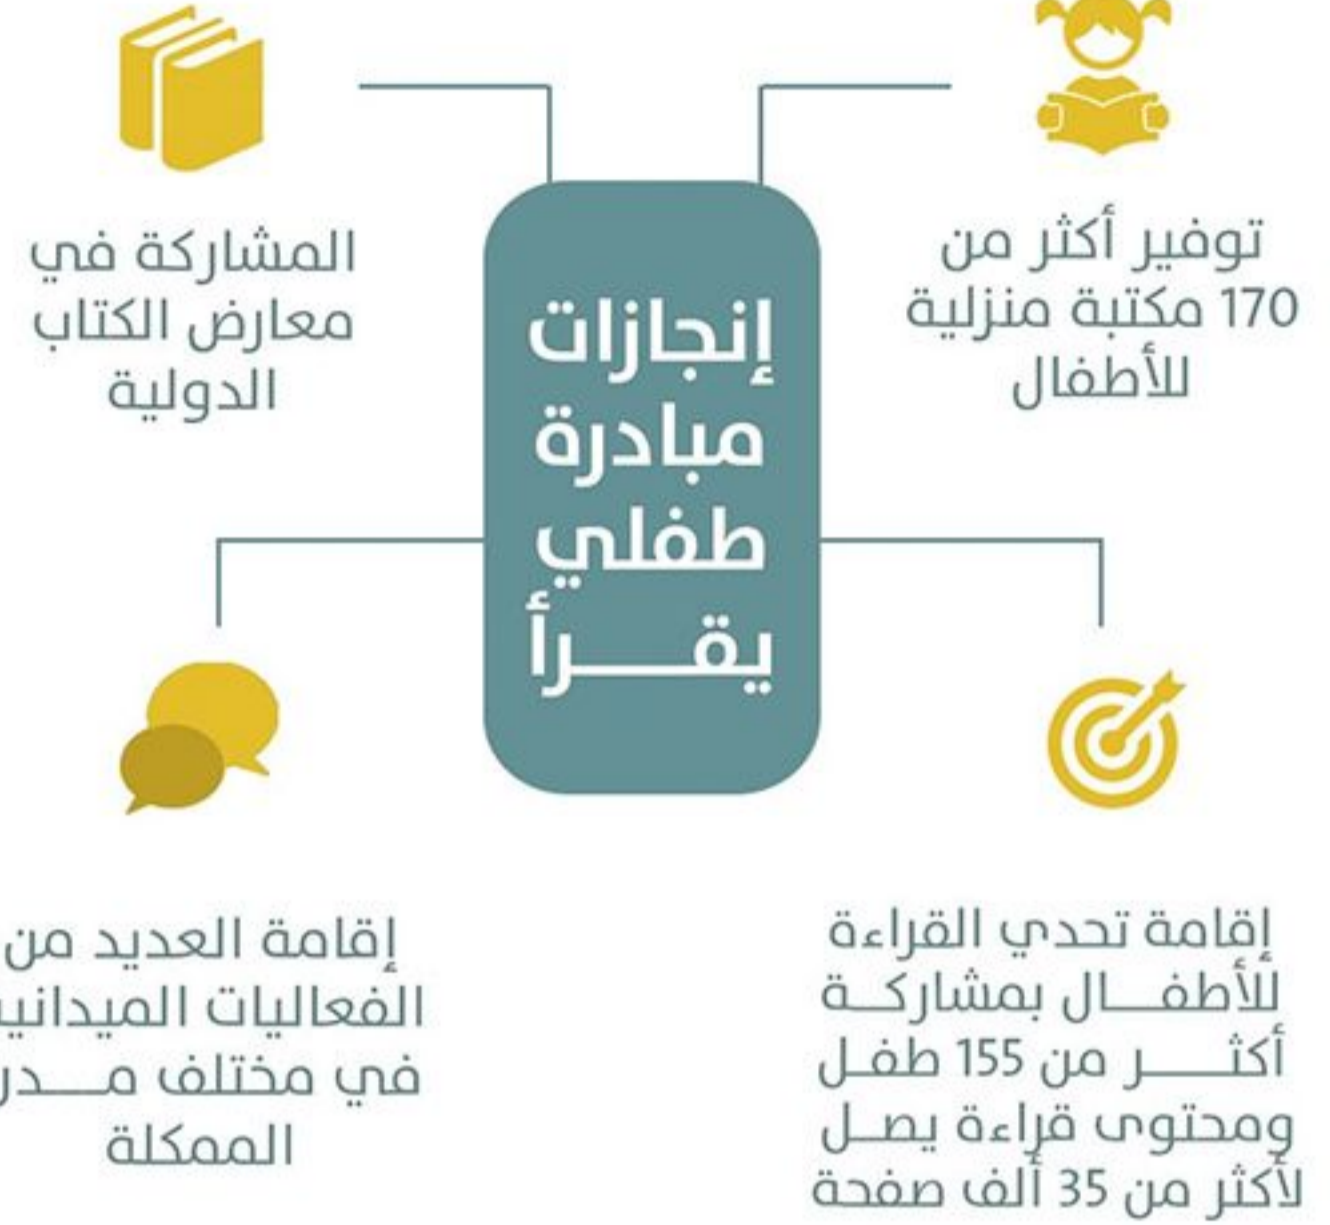 إنجازات
مبادرة
طفلي
يقـــرأ
توفير أكثر من
170 مكتبة منزلية
للأطفال
المشاركة في
معارض الكتاب
الدولية
إقامة تحدي القراءة
للأطفـــال بمشاركـــة
أكثـــــر من 155 طفـل
ومحتوى قراءة يصـل
لأكثر من 35 ألف صفحة
إقامة العديد من
الفعاليات
في مختلف
الممكلة